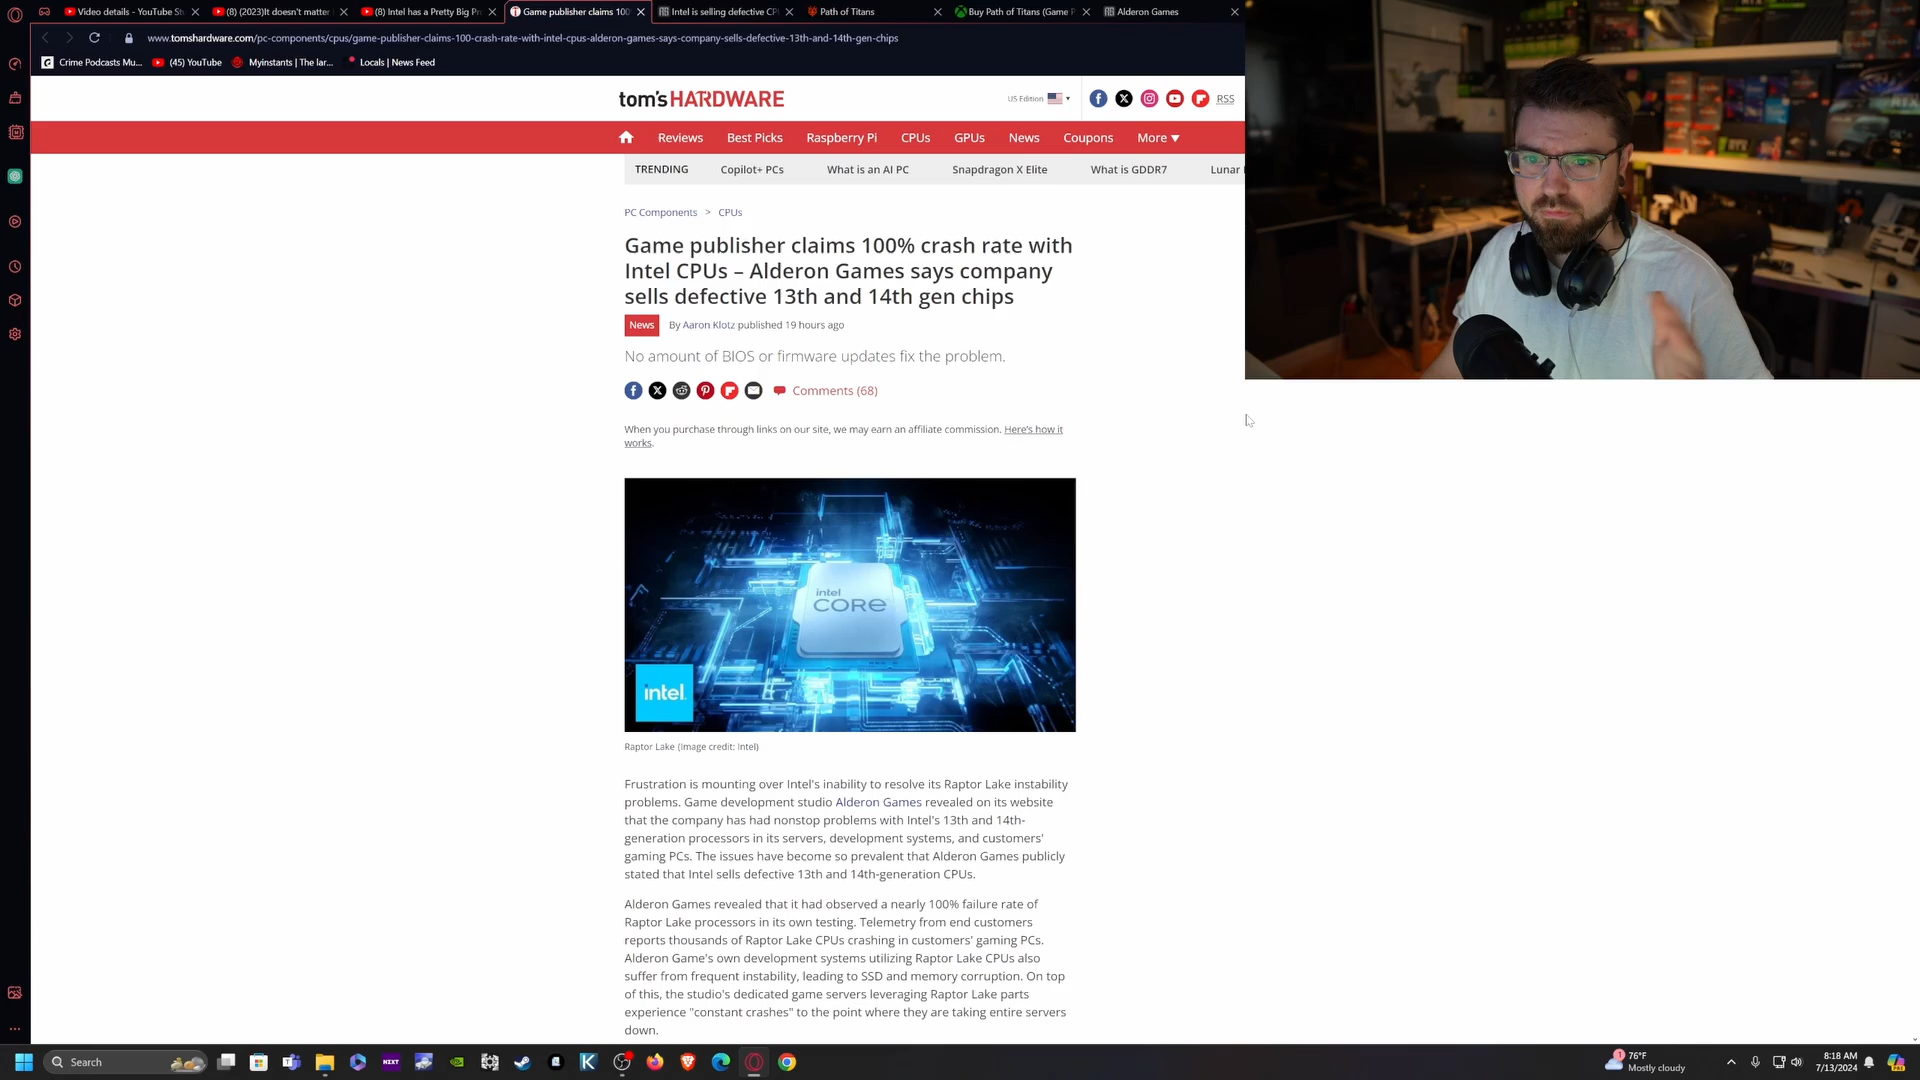 Video details - YouTube St
(8) (2023)It doesn't matter
(8) Intel has a Pretty Big Pr
Game publisher claims 100
Intel is selling defective CP
Path of Titans
Buy Path of Titans (Game P
Alderon Games
www.tomshardware.com/pc-components/cpus/game-publisher-claims-100-crash-rate-with-intel-cpus-alderon-games-says-company-sells-defective-13th-and-14th-gen-chips
Crime Podcasts Mu...
(45) YouTube
Myinstants | The lar...
Locals | News Feed
tom's HARDWARE
US Edition
RSS
Reviews
Best Picks
Raspberry Pi
CPUs
GPUs
News
Coupons
More
TRENDING
Copilot+ PCs
What is an AI PC
Snapdragon X Elite
What is GDDR7
Lunar
PC Components > CPUs
Game publisher claims 100% crash rate with
Intel CPUs – Alderon Games says company
sells defective 13th and 14th gen chips
News
By Aaron Klotz published 19 hours ago
No amount of BIOS or firmware updates fix the problem.
Comments (68)
When you purchase through links on our site, we may earn an affiliate commission. Here's how it
works.
intel
CORE
intel.
Raptor Lake (Image credit: Intel)
Frustration is mounting over Intel's inability to resolve its Raptor Lake instability
problems. Game development studio Alderon Games revealed on its website
that the company has had nonstop problems with Intel's 13th and 14th-
generation processors in its servers, development systems, and customers'
gaming PCs. The issues have become so prevalent that Alderon Games publicly
stated that Intel sells defective 13th and 14th-generation CPUs.
Alderon Games revealed that it had observed a nearly 100% failure rate of
Raptor Lake processors in its own testing. Telemetry from end customers
reports thousands of Raptor Lake CPUs crashing in customers' gaming PCs.
Alderon Game's own development systems utilizing Raptor Lake CPUs also
suffer from frequent instability, leading to SSD and memory corruption. On top
of this, the studio's dedicated game servers leveraging Raptor Lake parts
experience "constant crashes" to the point where they are taking entire servers
down.
Search
NZXT
1
76°F
Mostly cloudy
8:18 AM
7/13/2024